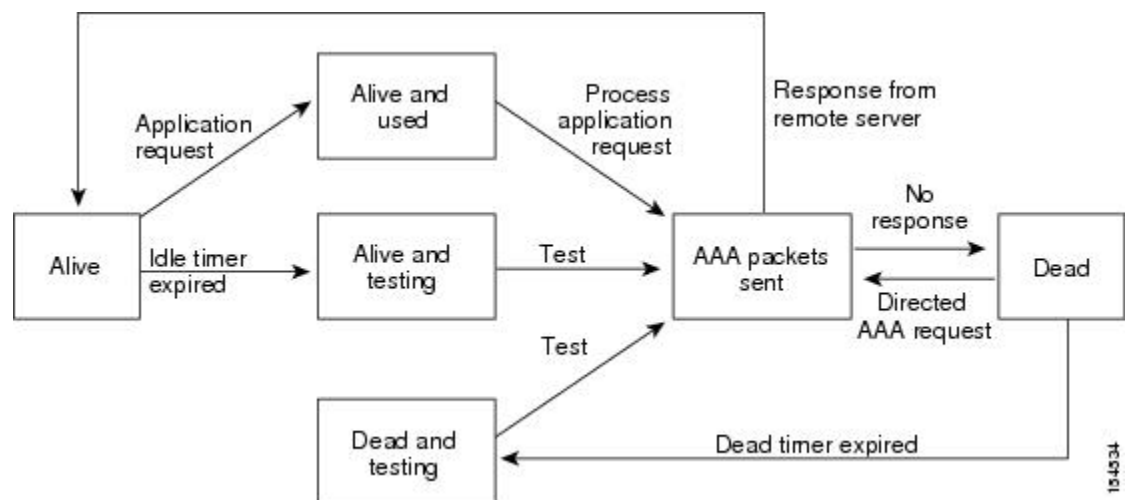 Alive and
used
Process
application
request
Response from
remote server
Application
request
No
response
Alive
Idle timer
expired
Alive and
testing
Test
AAA packets
sent
Dead
Directed
AAA request
Test
Dead and
testing
Dead timer expired
154534